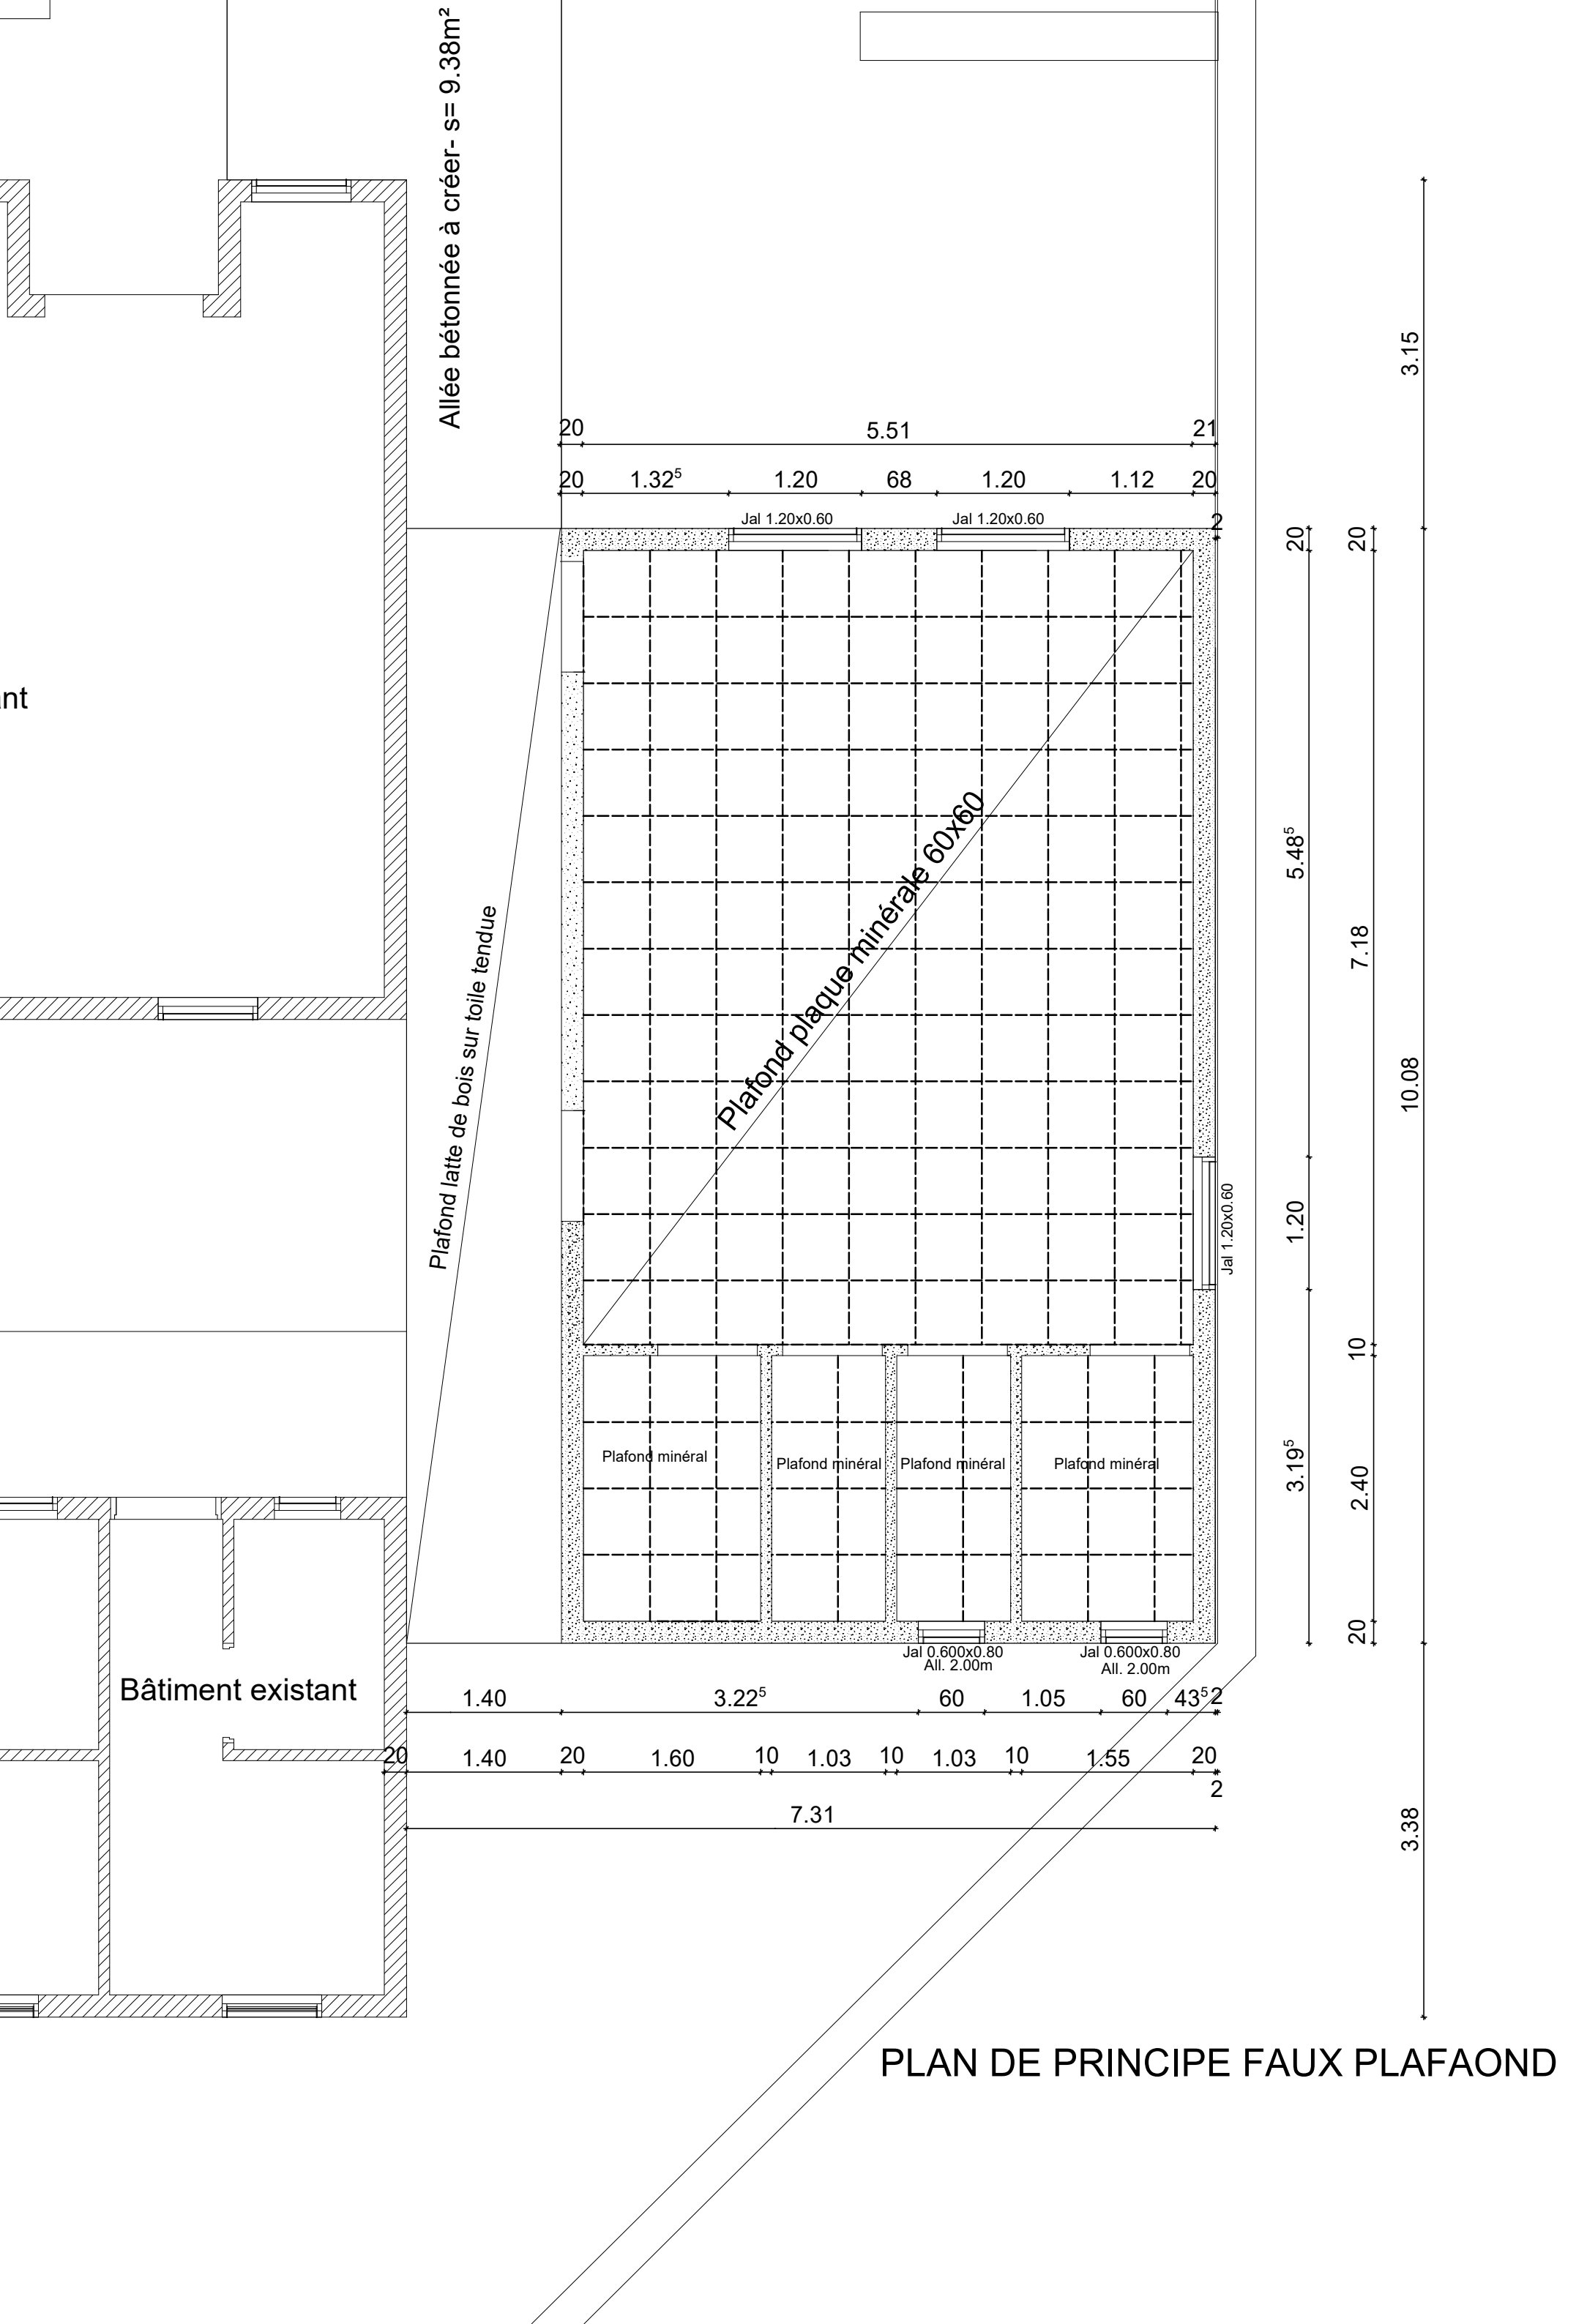 Allée bétonnée à créer- s= 9.38m²
3.15
20
5.51
21
20
1.32⁵
1.20
68
1.20
1.12
20
Jal 1.20x0.60
Jal 1.20x0.60
2
20
20
ant
5.48⁵
7.18
Plafond plaque minérale 60x60
Plafond latte de bois sur toile tendue
10.08
1.20
Jal 1.20x0.60
10
Plafond minéral
Plafond minéral
Plafond minéral
Plafond minéral
3.19⁵
2.40
20
Jal 0.600x0.80
All. 2.00m
Jal 0.600x0.80
All. 2.00m
Bâtiment existant
1.40
3.22⁵
60
1.05
60
43⁵
2
20
1.40
20
1.60
10
1.03
10
1.03
10
1.55
20
2
7.31
3.38
PLAN DE PRINCIPE FAUX PLAFAOND